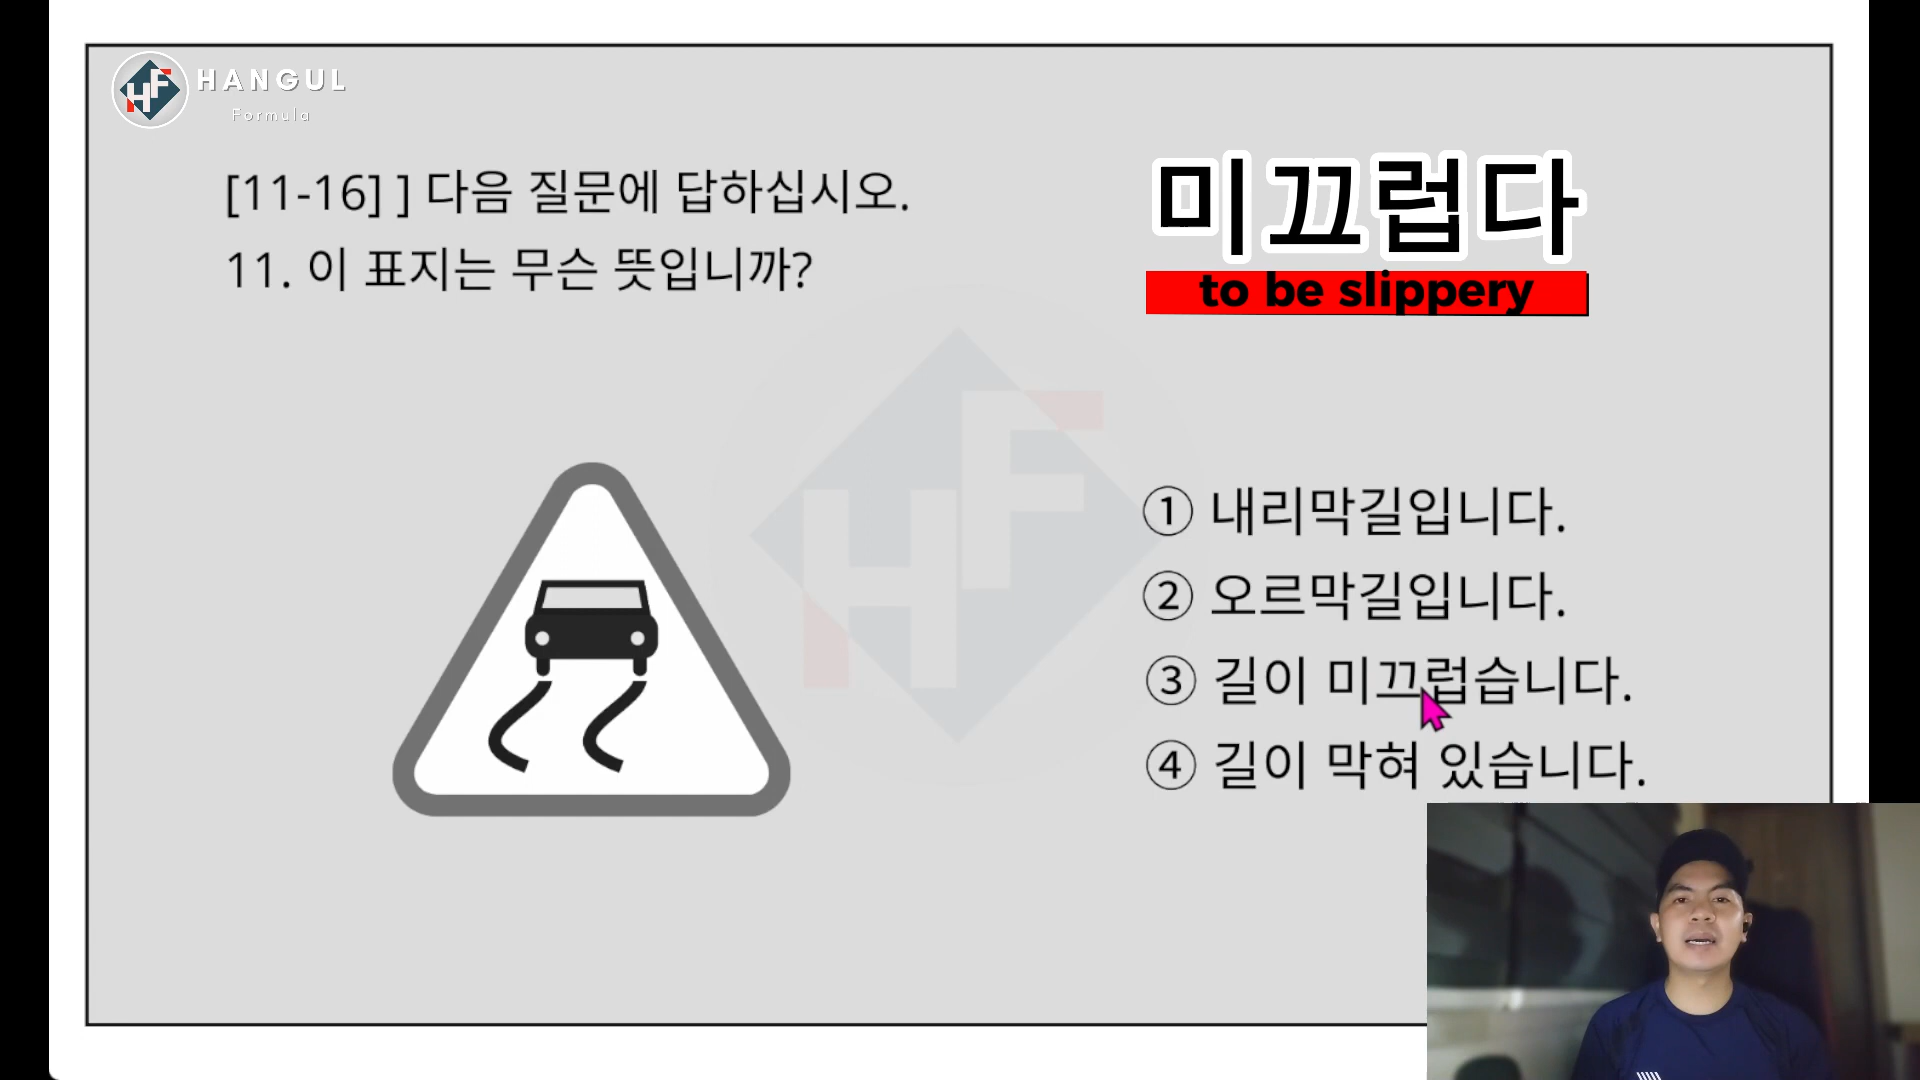 HANGUL
Formula
[11-16] ] 다음 질문에 답하십시오.
11. 이 표지는 무슨 뜻입니까?
미끄럽다
to be slippery
① 내리막길입니다.
② 오르막길입니다.
③ 길이 미끄럽습니다.
④ 길이 막혀 있습니다.
HF
HF